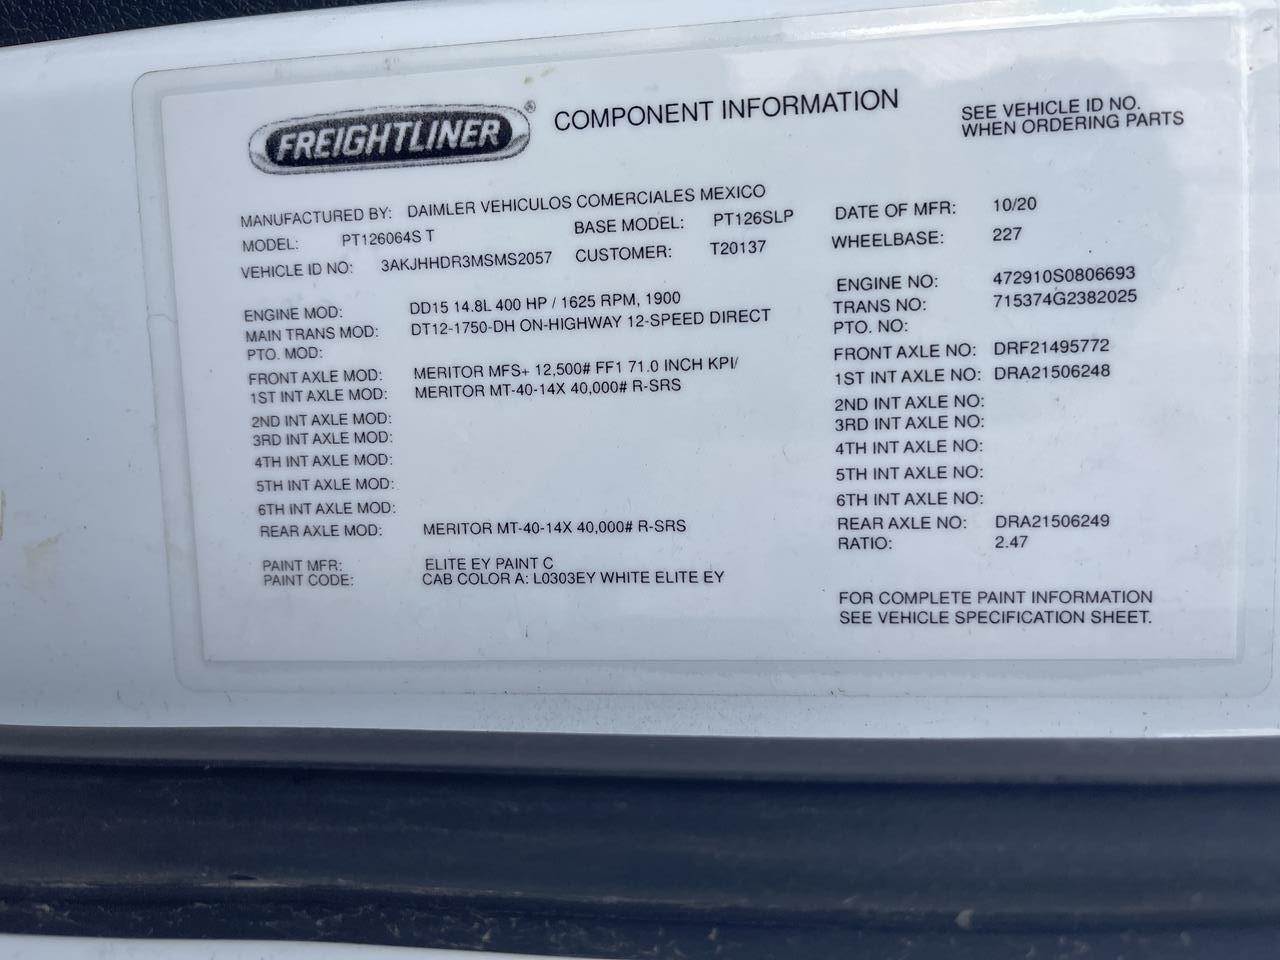 FREIGHTLINER® COMPONENT INFORMATION
SEE VEHICLE ID NO.
WHEN ORDERING PARTS
MANUFACTURED BY: DAIMLER VEHICULOS COMERCIALES MEXICO
MODEL: PT126064S T BASE MODEL: PT126SLP
VEHICLE ID NO: 3AKJHHDR3MSMS2057 CUSTOMER: T20137
DATE OF MFR: 10/20
WHEELBASE: 227
ENGINE MOD: DD15 14.8L 400 HP / 1625 RPM, 1900
MAIN TRANS MOD: DT12-1750-DH ON-HIGHWAY 12-SPEED DIRECT
PTO. MOD:
FRONT AXLE MOD: MERITOR MFS+ 12,500# FF1 71.0 INCH KPI/
1ST INT AXLE MOD: MERITOR MT-40-14X 40,000# R-SRS
2ND INT AXLE MOD:
3RD INT AXLE MOD:
4TH INT AXLE MOD:
5TH INT AXLE MOD:
6TH INT AXLE MOD:
REAR AXLE MOD: MERITOR MT-40-14X 40,000# R-SRS
PAINT MFR: ELITE EY PAINT C
PAINT CODE: CAB COLOR A: L0303EY WHITE ELITE EY
ENGINE NO: 472910S0806693
TRANS NO: 715374G2382025
PTO. NO:
FRONT AXLE NO: DRF21495772
1ST INT AXLE NO: DRA21506248
2ND INT AXLE NO:
3RD INT AXLE NO:
4TH INT AXLE NO:
5TH INT AXLE NO:
6TH INT AXLE NO:
REAR AXLE NO: DRA21506249
RATIO: 2.47
FOR COMPLETE PAINT INFORMATION
SEE VEHICLE SPECIFICATION SHEET.